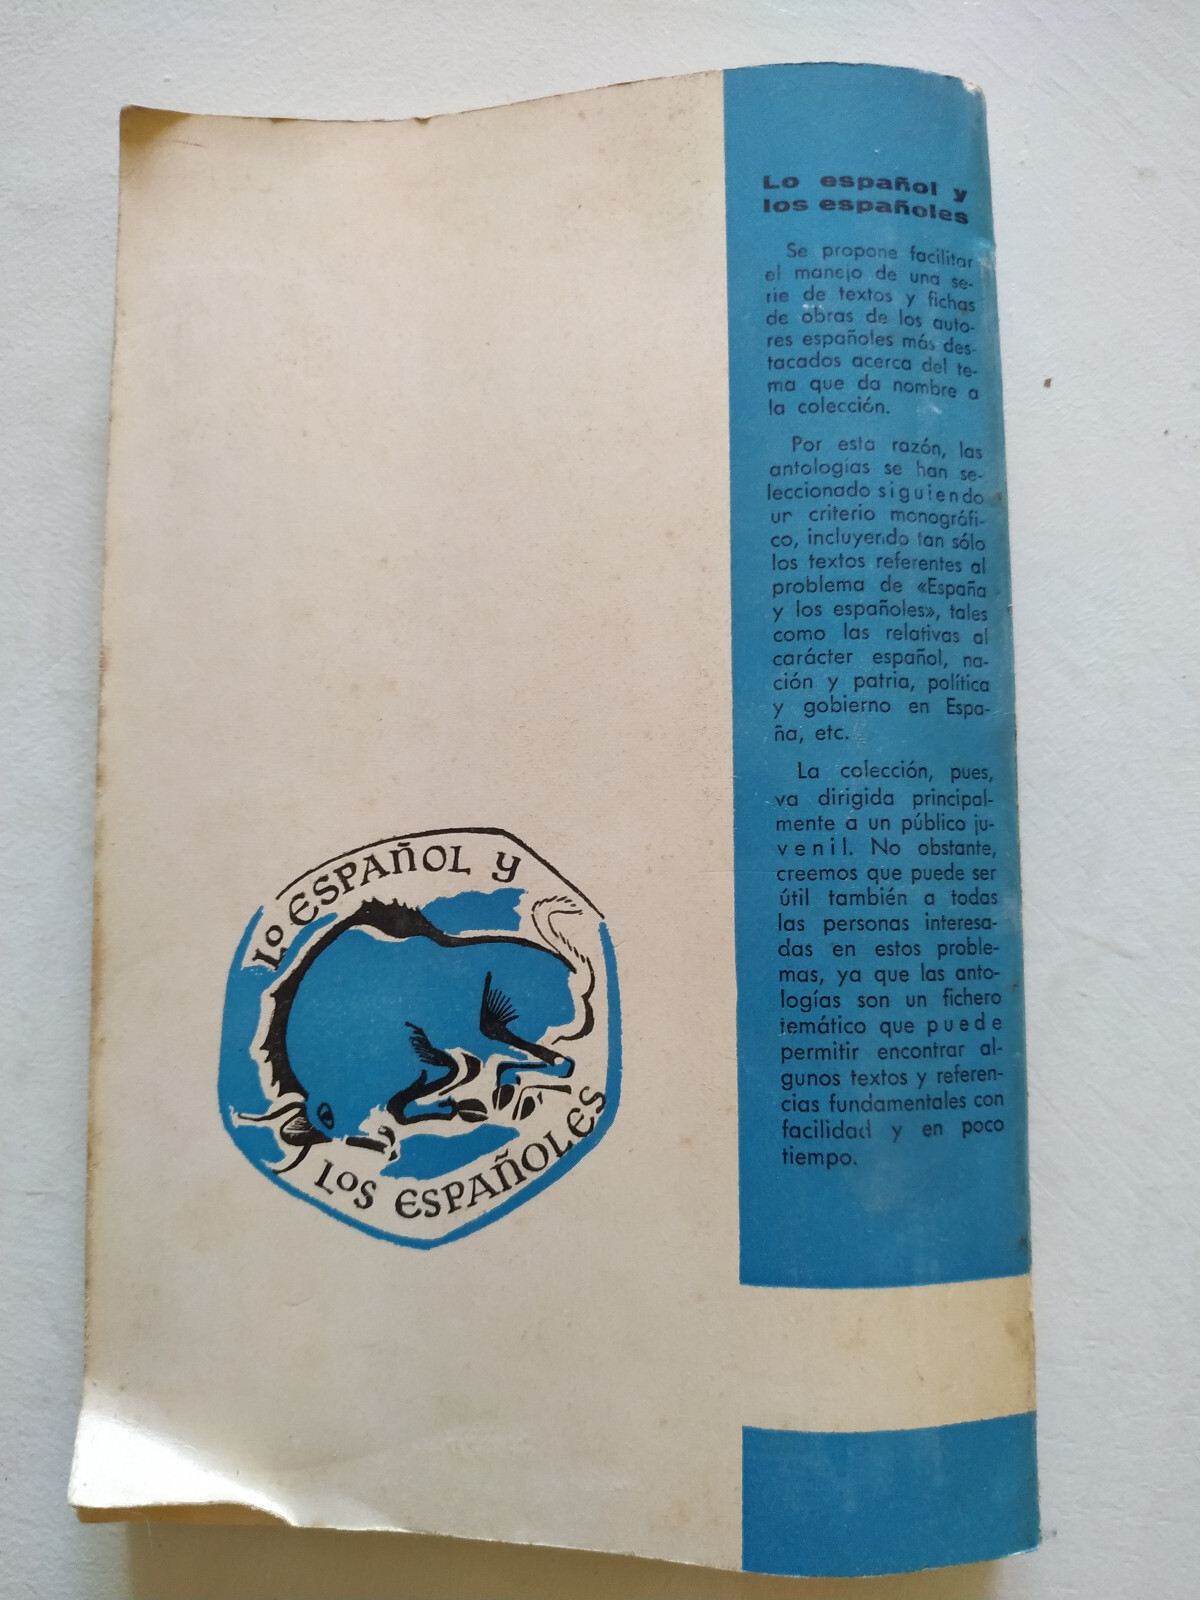 Lo español y
los españoles
Se propone facilitar
el manejo de una se-
rie de textos y fichas
de obras de los auto-
res españoles más des-
tacados acerca del te-
ma que da nombre a
la colección.
Por esta razón, las
antologías se han se-
leccionado siguiendo
un criterio monográfi-
co, incluyendo tan sólo
los textos referentes al
problema de «España
y los españoles», tales
como las relativas al
carácter español, na-
ción y patria, política
y gobierno en Espa-
ña, etc.
La colección, pues,
va dirigida principal-
mente a un público ju-
venil. No obstante,
creemos que puede ser
útil también a todas
las personas interesa-
das en estos proble-
mas, ya que las anto-
logías son un fichero
temático que puede
permitir encontrar al-
gunos textos y referen-
cias fundamentales con
facilidad y en poco
tiempo.
LO ESPAÑOL Y
LOS ESPAÑOLES